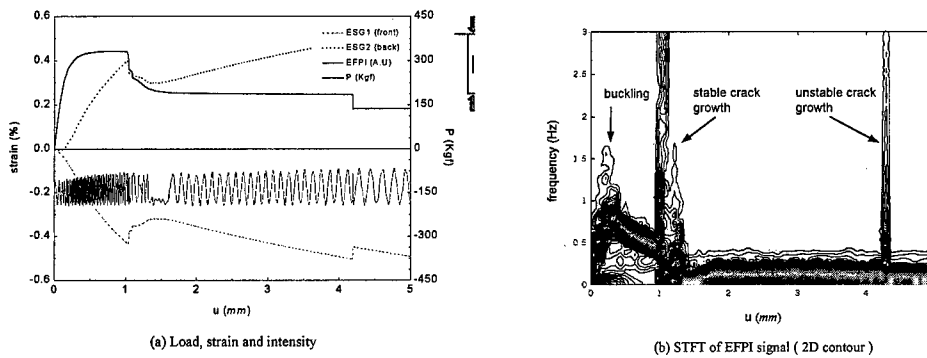 0.6
0.4
0.2
0.0
-0.2
-0.4
-0.6
strain (%)
ESG1 (front)
ESG2 (back)
EFPI (A.U)
P (Kgf)
450
300
150
0
-150
300
450
P (Kgf)
0 1 2 3 4 5
u (mm)
(a) Load, strain and intensity
3
2.5
2
1.5
1
0.5
0
frequency (Hz)
buckling
stable crack
growth
unstable crack
growth
0 1 2 3 4
u (mm)
(b) STFT of EFPI signal ( 2D contour )